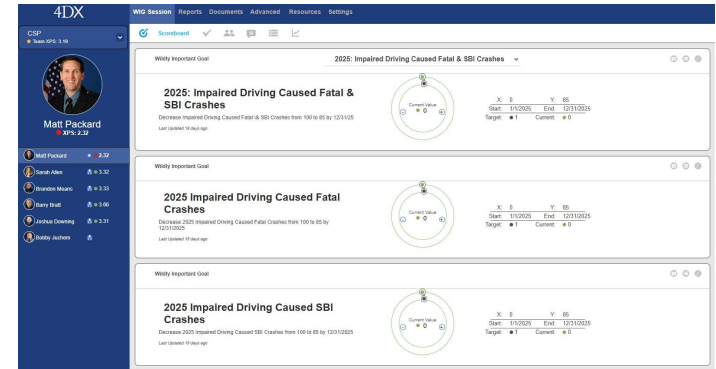 4DX
WIG Session Reports Documents Advanced Resources Settings
CSP
Team XPS: 3.19
Scoreboard
Matt Packard
XPS: 2.32
Matt Packard 2.32
Sarah Allen 3.32
Brandon Means 3.33
Barry Bratt 3.66
Joshua Downing 3.31
Bobby Juchem
Wildly Important Goal
2025: Impaired Driving Caused Fatal & SBI Crashes
2025: Impaired Driving Caused Fatal &
SBI Crashes
Decrease Impaired Driving Caused Fatal \& SBI Crashes from 100 to 85 by 12/31/25
Last Updated 18 days ago
Current Value
0
X: 0 Y: 85
Start: 1/1/2025 End: 12/31/2025
Target: 1 Current: 0
Wildly Important Goal
2025 Impaired Driving Caused Fatal
Crashes
Decrease 2025 Impaired Driving Caused Fatal Crashes from 100 to 85 by
12/31/2025
Last Updated 18 days ago
Current Value
0
X: 0 Y: 85
Start: 1/1/2025 End: 12/31/2025
Target: 1 Current: 0
Wildly Important Goal
2025 Impaired Driving Caused SBI
Crashes
Decrease 2025 Impaired Driving Caused SBI Crashes from 100 to 85 by 12/31/2025
Last Updated 18 days ago
Current Value
0
X: 0 Y: 85
Start: 1/1/2025 End: 12/31/2025
Target: 1 Current: 0